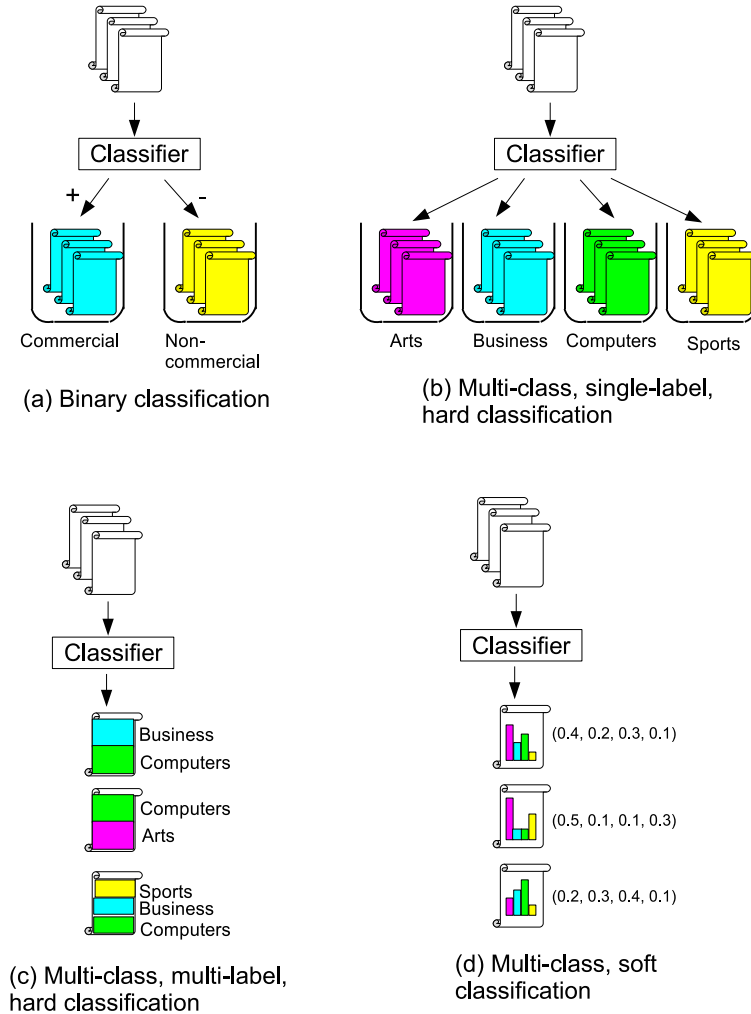 Classifier
+
-
Commercial
Non-
commercial
(a) Binary classification
Classifier
Arts
Business
Computers
Sports
(b) Multi-class, single-label,
hard classification
Classifier
Business
Computers
Computers
Arts
Sports
Business
Computers
(c) Multi-class, multi-label,
hard classification
Classifier
(0.4, 0.2, 0.3, 0.1)
(0.5, 0.1, 0.1, 0.3)
(0.2, 0.3, 0.4, 0.1)
(d) Multi-class, soft
classification